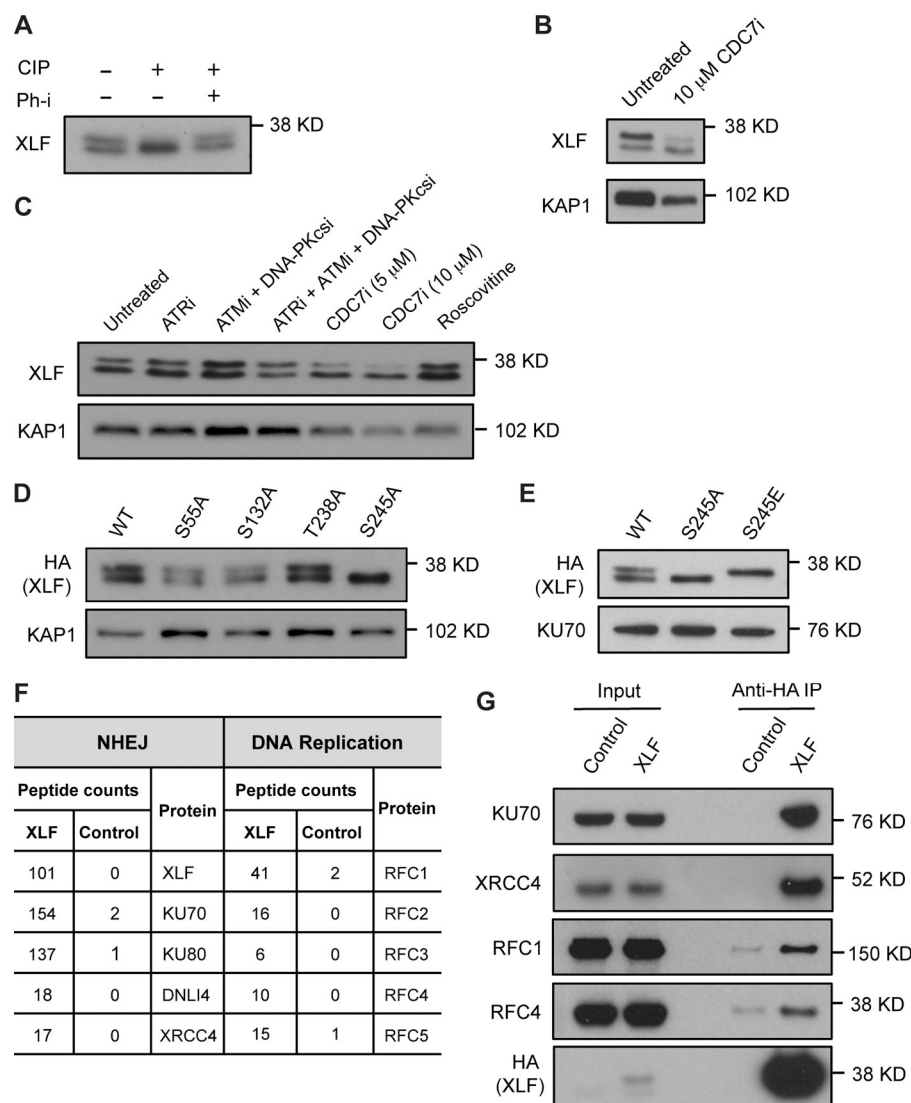 A
CIP – + +
Ph-i – – +
XLF
38 KD
B
Untreated
10 µM CDC7i
XLF
38 KD
KAP1
102 KD
C
Untreated
ATRi
ATMi + DNA-PKcsi
ATRi + ATMi + DNA-PKcsi
CDC7i (5 µM)
CDC7i (10 µM)
Roscovitine
XLF
38 KD
KAP1
102 KD
D
WT
S55A
S132A
T238A
S245A
HA
(XLF)
38 KD
KAP1
102 KD
E
WT
S245A
S245E
HA
(XLF)
38 KD
KU70
76 KD
F
NHEJ DNA Replication
Peptide counts Protein Peptide counts Protein
XLF Control XLF Control
101 0 XLF 41 2 RFC1
154 2 KU70 16 0 RFC2
137 1 KU80 6 0 RFC3
18 0 DNLI4 10 0 RFC4
17 0 XRCC4 15 1 RFC5
G
Input Anti-HA IP
Control XLF Control XLF
KU70
76 KD
XRCC4
52 KD
RFC1
150 KD
RFC4
38 KD
HA
(XLF)
38 KD